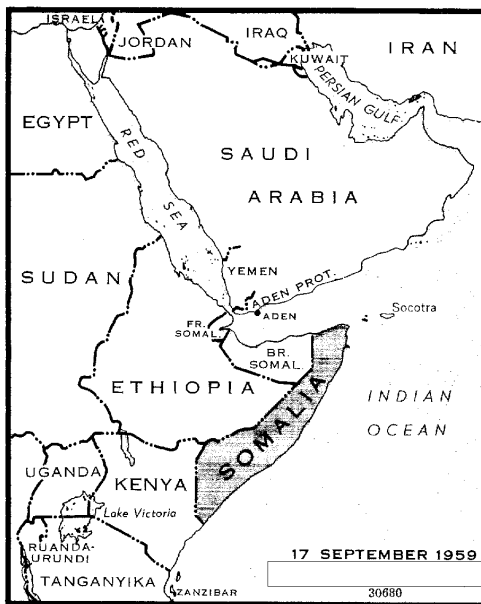 ISRAEL
JORDAN
IRAQ
KUWAIT
IRAN
PERSIAN GULF
EGYPT
RED
SEA
SAUDI
ARABIA
SUDAN
YEMEN
ADEN PROT.
ADEN
Socotra
FR.
SOMAL.
BR.
SOMAL.
ETHIOPIA
SOMALIA
INDIAN
OCEAN
UGANDA
KENYA
Lake Victoria
RUANDA-
URUNDI
TANGANYIKA
ZANZIBAR
17 SEPTEMBER 1959
30680